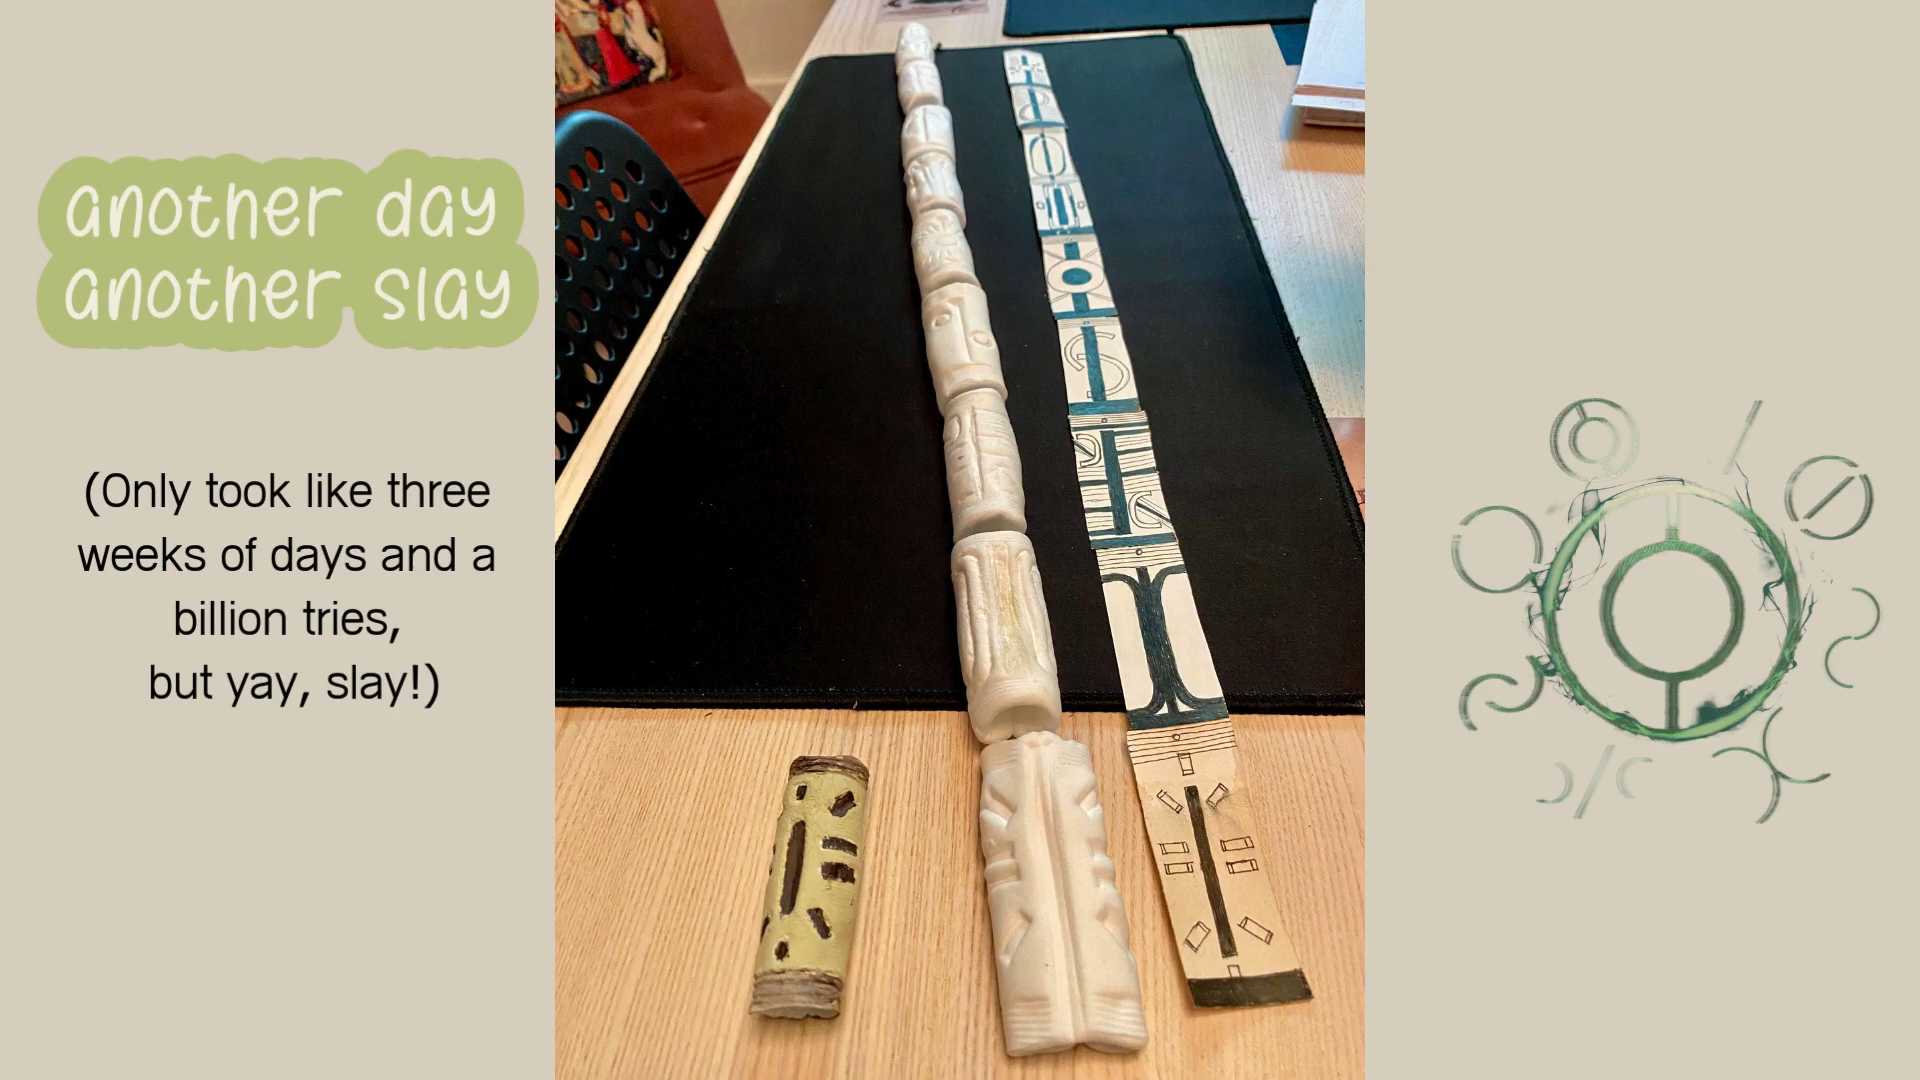 another day
another slay
(Only took like three
weeks of days and a
billion tries,
but yay, slay!)